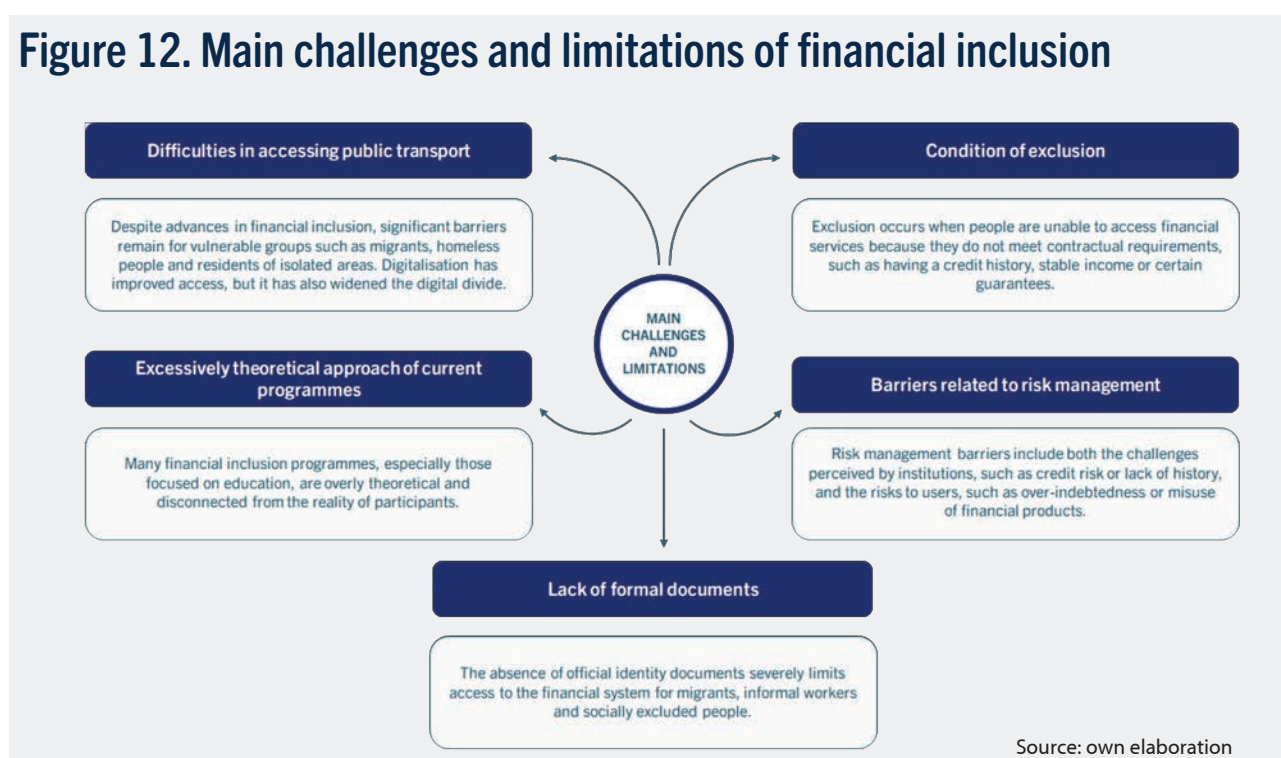 Figure 12. Main challenges and limitations of financial inclusion
Difficulties in accessing public transport
Despite advances in financial inclusion, significant barriers
remain for vulnerable groups such as migrants, homeless
people and residents of isolated areas. Digitalisation has
improved access, but it has also widened the digital divide.
Condition of exclusion
Exclusion occurs when people are unable to access financial
services because they do not meet contractual requirements,
such as having a credit history, stable income or certain
guarantees.
MAIN
CHALLENGES
AND
LIMITATIONS
Excessively theoretical approach of current
programmes
Many financial inclusion programmes, especially those
focused on education, are overly theoretical and
disconnected from the reality of participants.
Barriers related to risk management
Risk management barriers include both the challenges
perceived by institutions, such as credit risk or lack of history,
and the risks to users, such as over-indebtedness or misuse
of financial products.
Lack of formal documents
The absence of official identity documents severely limits
access to the financial system for migrants, informal workers
and socially excluded people.
Source: own elaboration